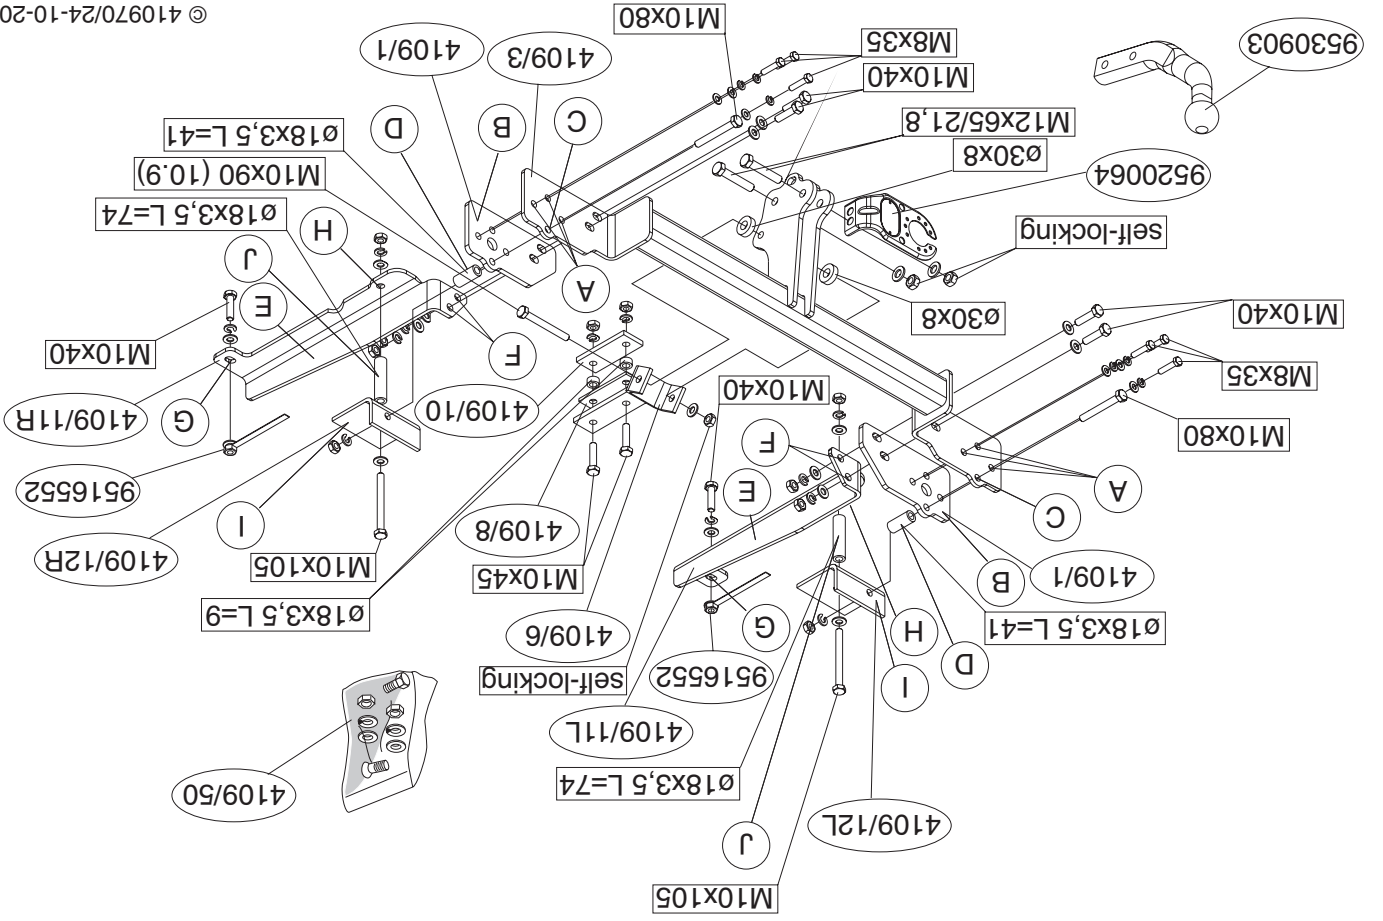 M10x105
J
4109/12L
4109/50
ø18x3,5 L=74
4109/11L
I
9516552
self-locking
D
ø18x3,5 L=41
H
G
4109/6
ø18x3,5 L=9
4109/1
B
M10x45
M10x105
4109/12R
C
4109/8
I
A
E
9516552
M10x80
F
G
4109/11R
4109/10
M8x35
M10x40
F
M10x40
M10x40
ø30x8
E
A
J
self-locking
H
ø18x3,5 L=74
9520064
M10x90 (10.9)
ø30x8
ø18x3,5 L=41
M12x65/21,8
C
B
D
M10x40
4109/3
4109/1
9530903
M8x35
M10x80
© 410970/24-10-20